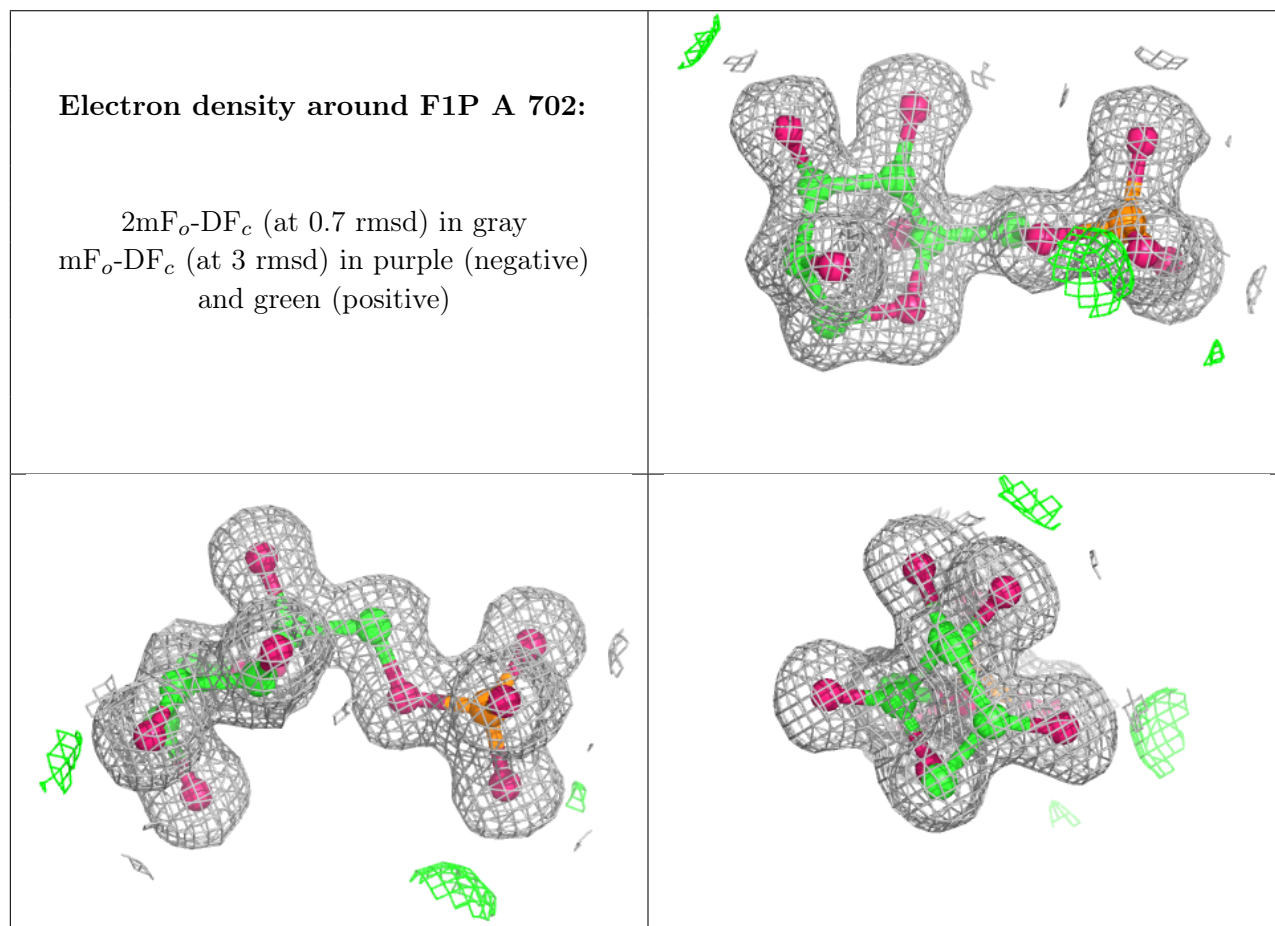 Electron density around F1P A 702:
2mFo-DFc (at 0.7 rmsd) in gray
mFo-DFc (at 3 rmsd) in purple (negative)
and green (positive)